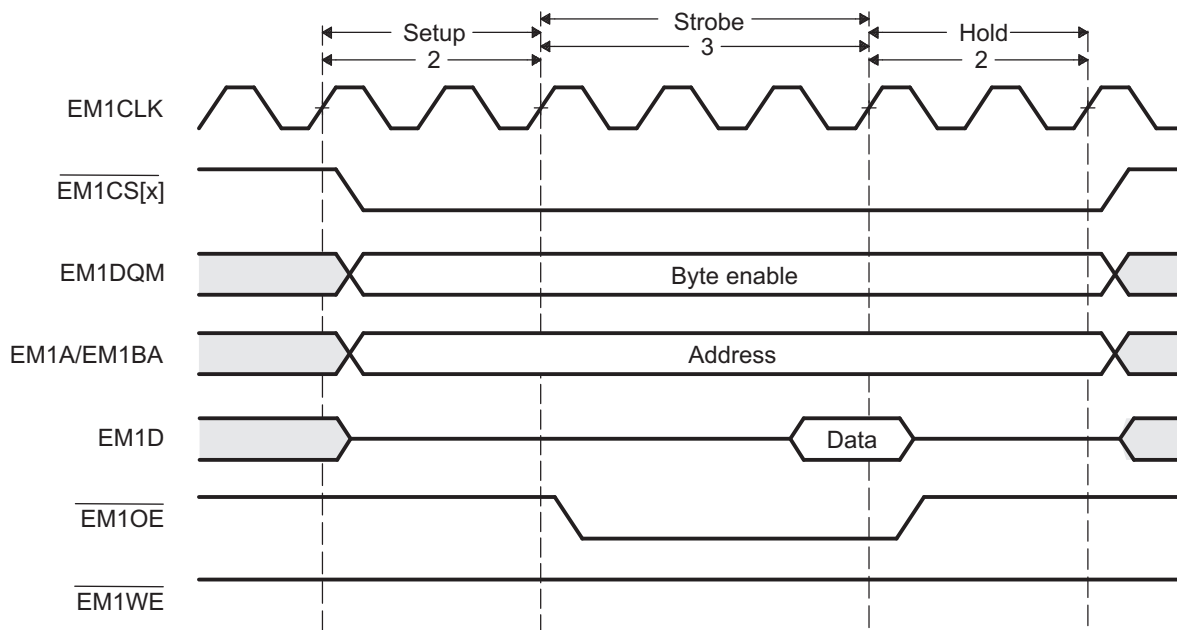 Setup
Strobe
Hold
2
3
2
EM1CLK
EM1CS[x]
EM1DQM
Byte enable
EM1A/EM1BA
Address
EM1D
Data
EM1OE
EM1WE